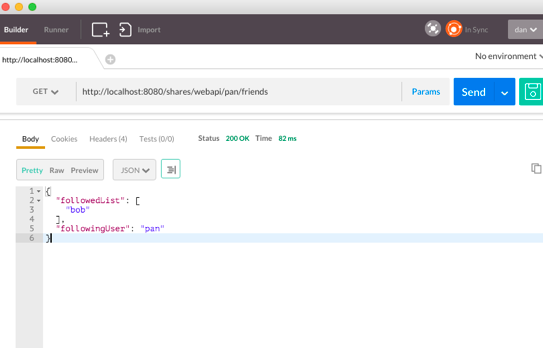 Builder Runner Import In Sync dan
http://localhost:8080... No environment
GET http://localhost:8080/shares/webapi/pan/friends Params Send
Body Cookies Headers (4) Tests (0/0) Status 200 OK Time 82 ms
Pretty Raw Preview JSON
1 {
2 "followedList": [
3 "bob"
4 ],
5 "followingUser": "pan"
6 }